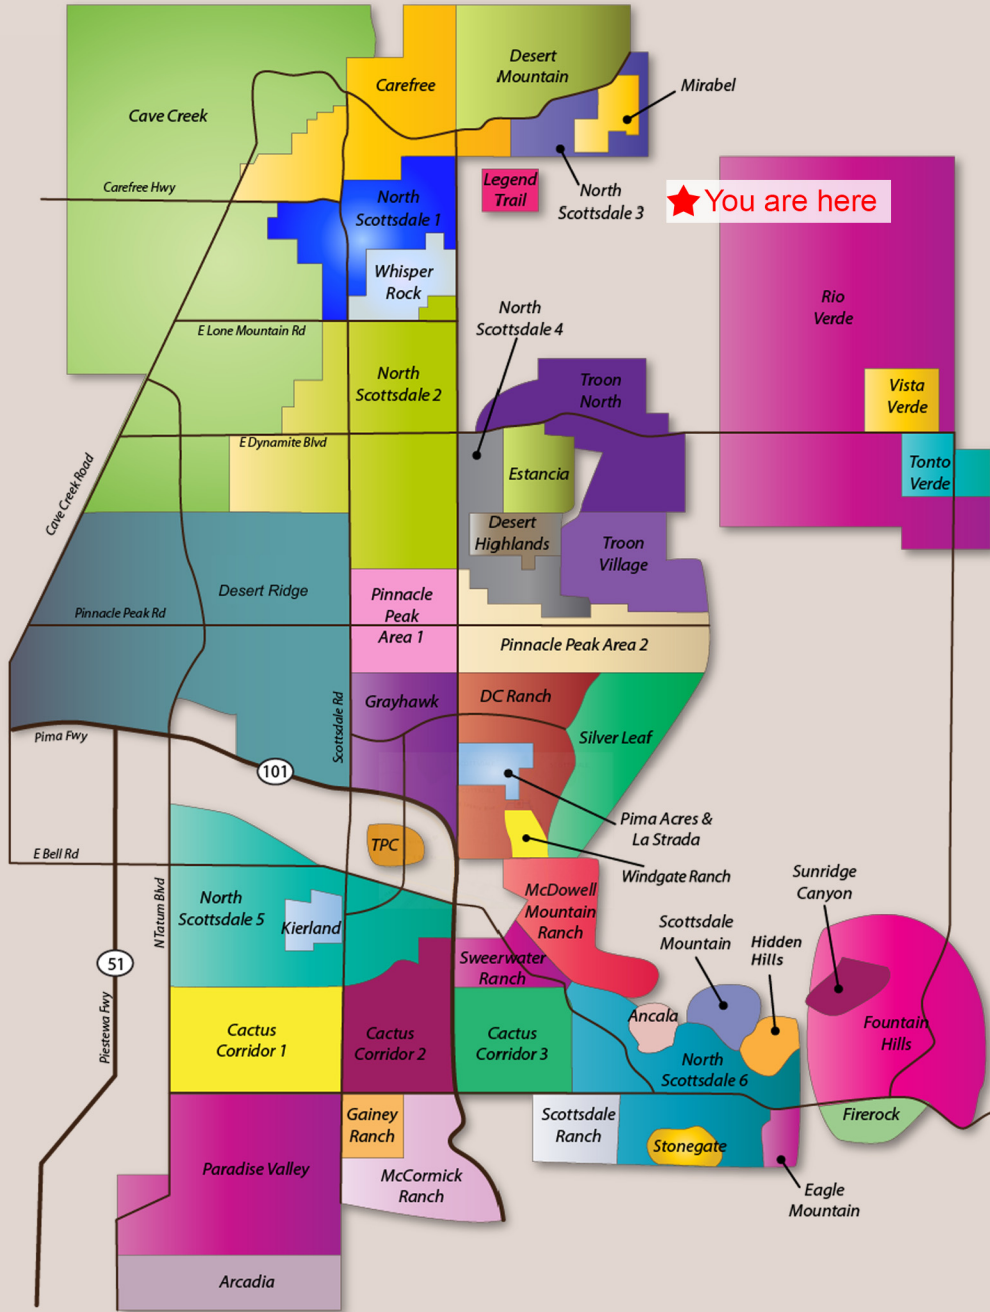 Desert
Mountain
Carefree
Mirabel
Cave Creek
Carefree Hwy
Legend
Trail
North
Scottsdale 3
You are here
North
Scottsdale 1
Whisper
Rock
Rio
Verde
North
Scottsdale 4
E Lone Mountain Rd
North
Scottsdale 2
Troon
North
Vista
Verde
E Dynamite Blvd
Cave Creek Road
Estancia
Tonto
Verde
Desert
Highlands
Troon
Village
Desert Ridge
Pinnacle
Peak
Area 1
Pinnacle Peak Rd
Pinnacle Peak Area 2
Grayhawk
DC Ranch
Scottsdale Rd
Silver Leaf
Pima Fwy
101
Pima Acres &
La Strada
TPC
E Bell Rd
Windgate Ranch
Sunridge
Canyon
McDowell
Mountain
Ranch
North
Scottsdale 5
Kierland
N Tatum Blvd
Scottsdale
Mountain
Hidden
Hills
51
Sweerwater
Ranch
Piestewa Fwy
Ancala
Fountain
Hills
Cactus
Corridor 1
Cactus
Corridor 2
Cactus
Corridor 3
North
Scottsdale 6
Gainey
Ranch
Scottsdale
Ranch
Firerock
Stonegate
Paradise Valley
McCormick
Ranch
Eagle
Mountain
Arcadia